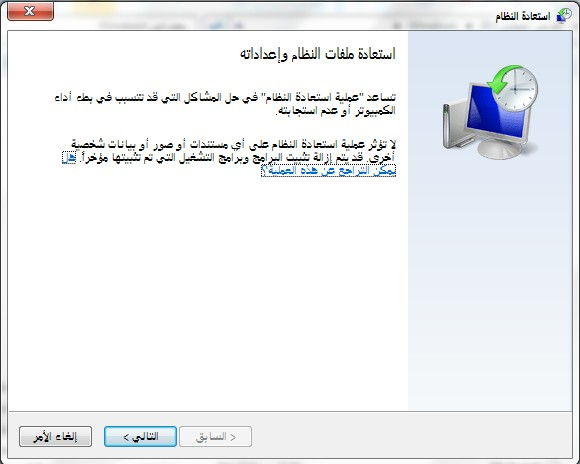 استعادة النظام
استعادة ملفات النظام وإعداداته
تساعد "عملية استعادة النظام" في حل المشاكل التي قد تتسبب في بطء أداء
الكمبيوتر أو عدم استجابته.
لا تؤثر عملية استعادة النظام على أي مستندات أو صور أو بيانات شخصية
أخرى. قد يتم إزالة تثبيت البرامج وبرامج التشغيل التي تم تثبيتها مؤخراً. هل
يمكن التراجع عن هذه العملية؟
< السابق
التالي >
إلغاء الأمر